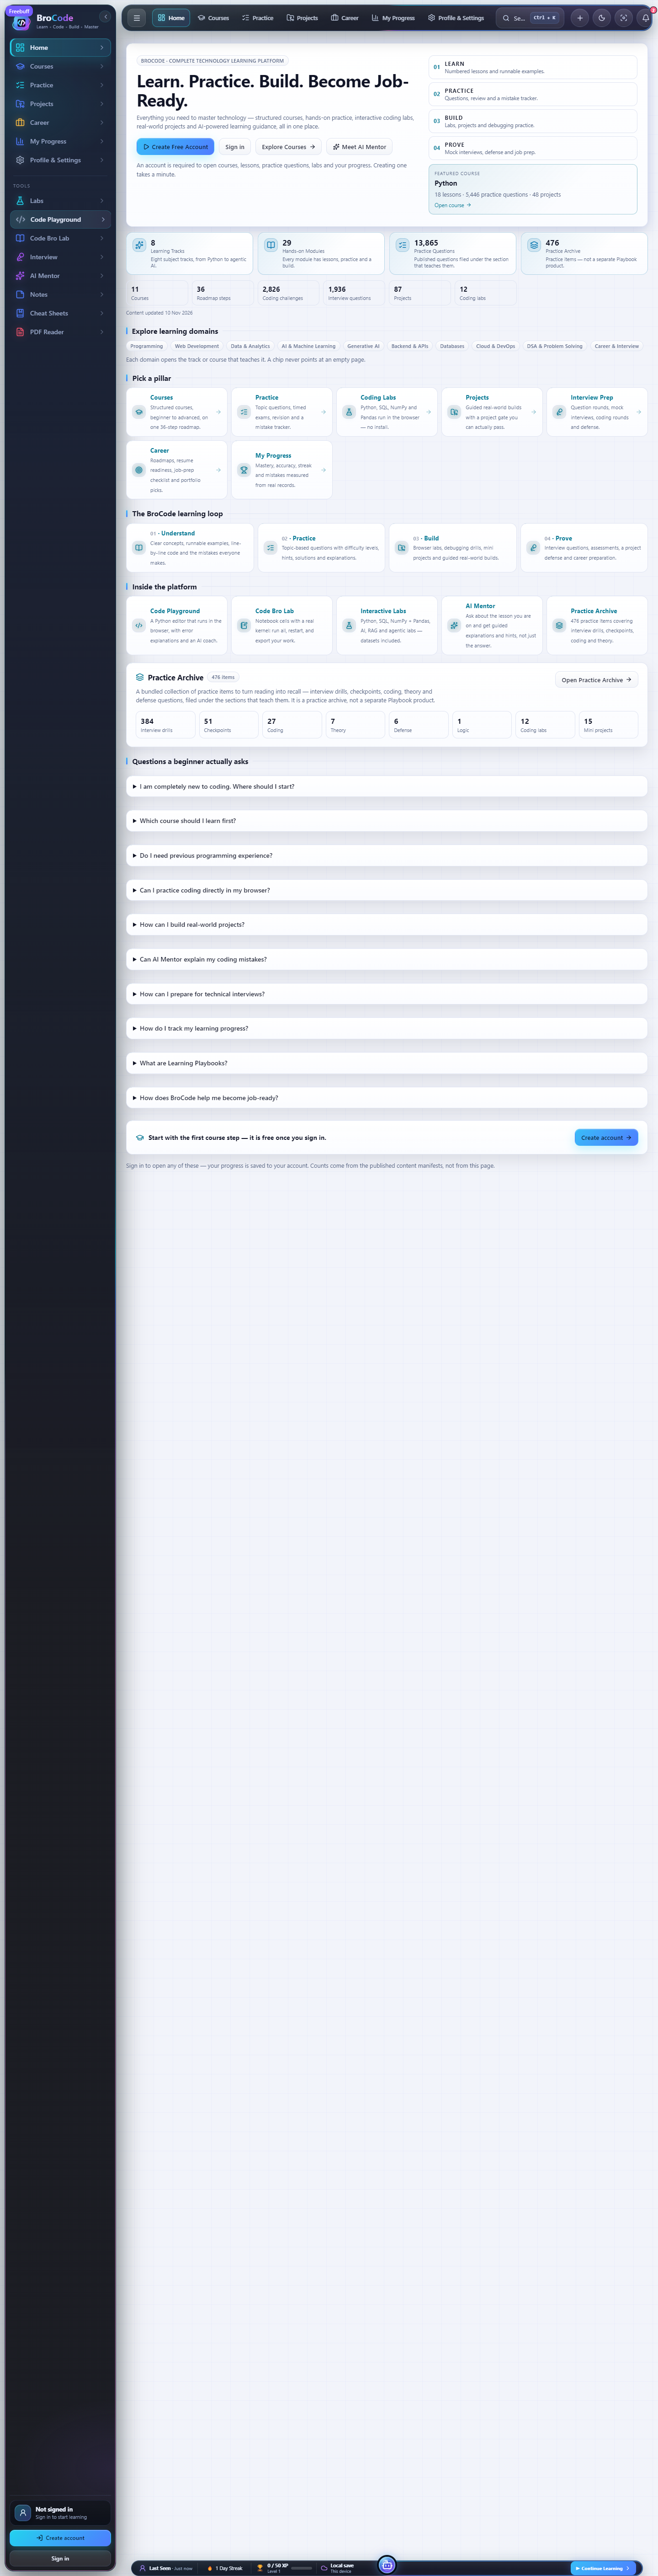 Freebuff
BroCode
Learn • Code • Build • Master
Home
Courses
Practice
Projects
Career
My Progress
Profile & Settings
TOOLS
Labs
Code Playground
Code Bro Lab
Interview
AI Mentor
Notes
Cheat Sheets
PDF Reader
Home
Courses
Practice
Projects
Career
My Progress
Profile & Settings
Se...
Ctrl + K
BROCODE · COMPLETE TECHNOLOGY LEARNING PLATFORM
Learn. Practice. Build. Become Job-
Ready.
Everything you need to master technology — structured courses, hands-on practice, interactive coding labs,
real-world projects and AI-powered learning guidance, all in one place.
Create Free Account
Sign in
Explore Courses
Meet AI Mentor
An account is required to open courses, lessons, practice questions, labs and your progress. Creating one
takes a minute.
01
LEARN
Numbered lessons and runnable examples.
02
PRACTICE
Questions, review and a mistake tracker.
03
BUILD
Labs, projects and debugging practice.
04
PROVE
Mock interviews, defense and job prep.
FEATURED COURSE
Python
18 lessons · 5,446 practice questions · 48 projects
Open course
8
Learning Tracks
Eight subject tracks, from Python to agentic
AI.
29
Hands-on Modules
Every module has lessons, practice and a
build.
13,865
Practice Questions
Published questions filed under the section
that teaches them.
476
Practice Archive
Practice items — not a separate Playbook
product.
11
Courses
36
Roadmap steps
2,826
Coding challenges
1,936
Interview questions
87
Projects
12
Coding labs
Content updated 10 Nov 2026
Explore learning domains
Programming
Web Development
Data & Analytics
AI & Machine Learning
Generative AI
Backend & APIs
Databases
Cloud & DevOps
DSA & Problem Solving
Career & Interview
Each domain opens the track or course that teaches it. A chip never points at an empty page.
Pick a pillar
Courses
Structured courses,
beginner to advanced, on
one 36-step roadmap.
Practice
Topic questions, timed
exams, revision and a
mistake tracker.
Coding Labs
Python, SQL, NumPy and
Pandas run in the browser
— no install.
Projects
Guided real-world builds
with a project gate you
can actually pass.
Interview Prep
Question rounds, mock
interviews, coding rounds
and defense.
Career
Roadmaps, resume
readiness, job-prep
checklist and portfolio
picks.
My Progress
Mastery, accuracy, streak
and mistakes measured
from real records.
The BroCode learning loop
01 · Understand
Clear concepts, runnable examples, line-
by-line code and the mistakes everyone
makes.
02 · Practice
Topic-based questions with difficulty levels,
hints, solutions and explanations.
03 · Build
Browser labs, debugging drills, mini
projects and guided real-world builds.
04 · Prove
Interview questions, assessments, a project
defense and career preparation.
Inside the platform
Code Playground
A Python editor that runs in the
browser, with error
explanations and an AI coach.
Code Bro Lab
Notebook cells with a real
kernel: run all, restart, and
export your work.
Interactive Labs
Python, SQL, NumPy + Pandas,
AI, RAG and agentic labs —
datasets included.
AI Mentor
Ask about the lesson you are
on and get guided
explanations and hints, not just
the answer.
Practice Archive
476 practice items covering
interview drills, checkpoints,
coding and theory.
Practice Archive
476 items
A bundled collection of practice items to turn reading into recall — interview drills, checkpoints, coding, theory and
defense questions, filed under the sections that teach them. It is a practice archive, not a separate Playbook product.
Open Practice Archive
384
Interview drills
51
Checkpoints
27
Coding
7
Theory
6
Defense
1
Logic
12
Coding labs
15
Mini projects
Questions a beginner actually asks
I am completely new to coding. Where should I start?
Which course should I learn first?
Do I need previous programming experience?
Can I practice coding directly in my browser?
How can I build real-world projects?
Can AI Mentor explain my coding mistakes?
How can I prepare for technical interviews?
How do I track my learning progress?
What are Learning Playbooks?
How does BroCode help me become job-ready?
Start with the first course step — it is free once you sign in.
Create account
Sign in to open any of these — your progress is saved to your account. Counts come from the published content manifests, not from this page.
Not signed in
Sign in to start learning
Create account
Sign in
Last Seen · Just now
1 Day Streak
0 / 50 XP
Level 1
Local save
This device
Continue Learning